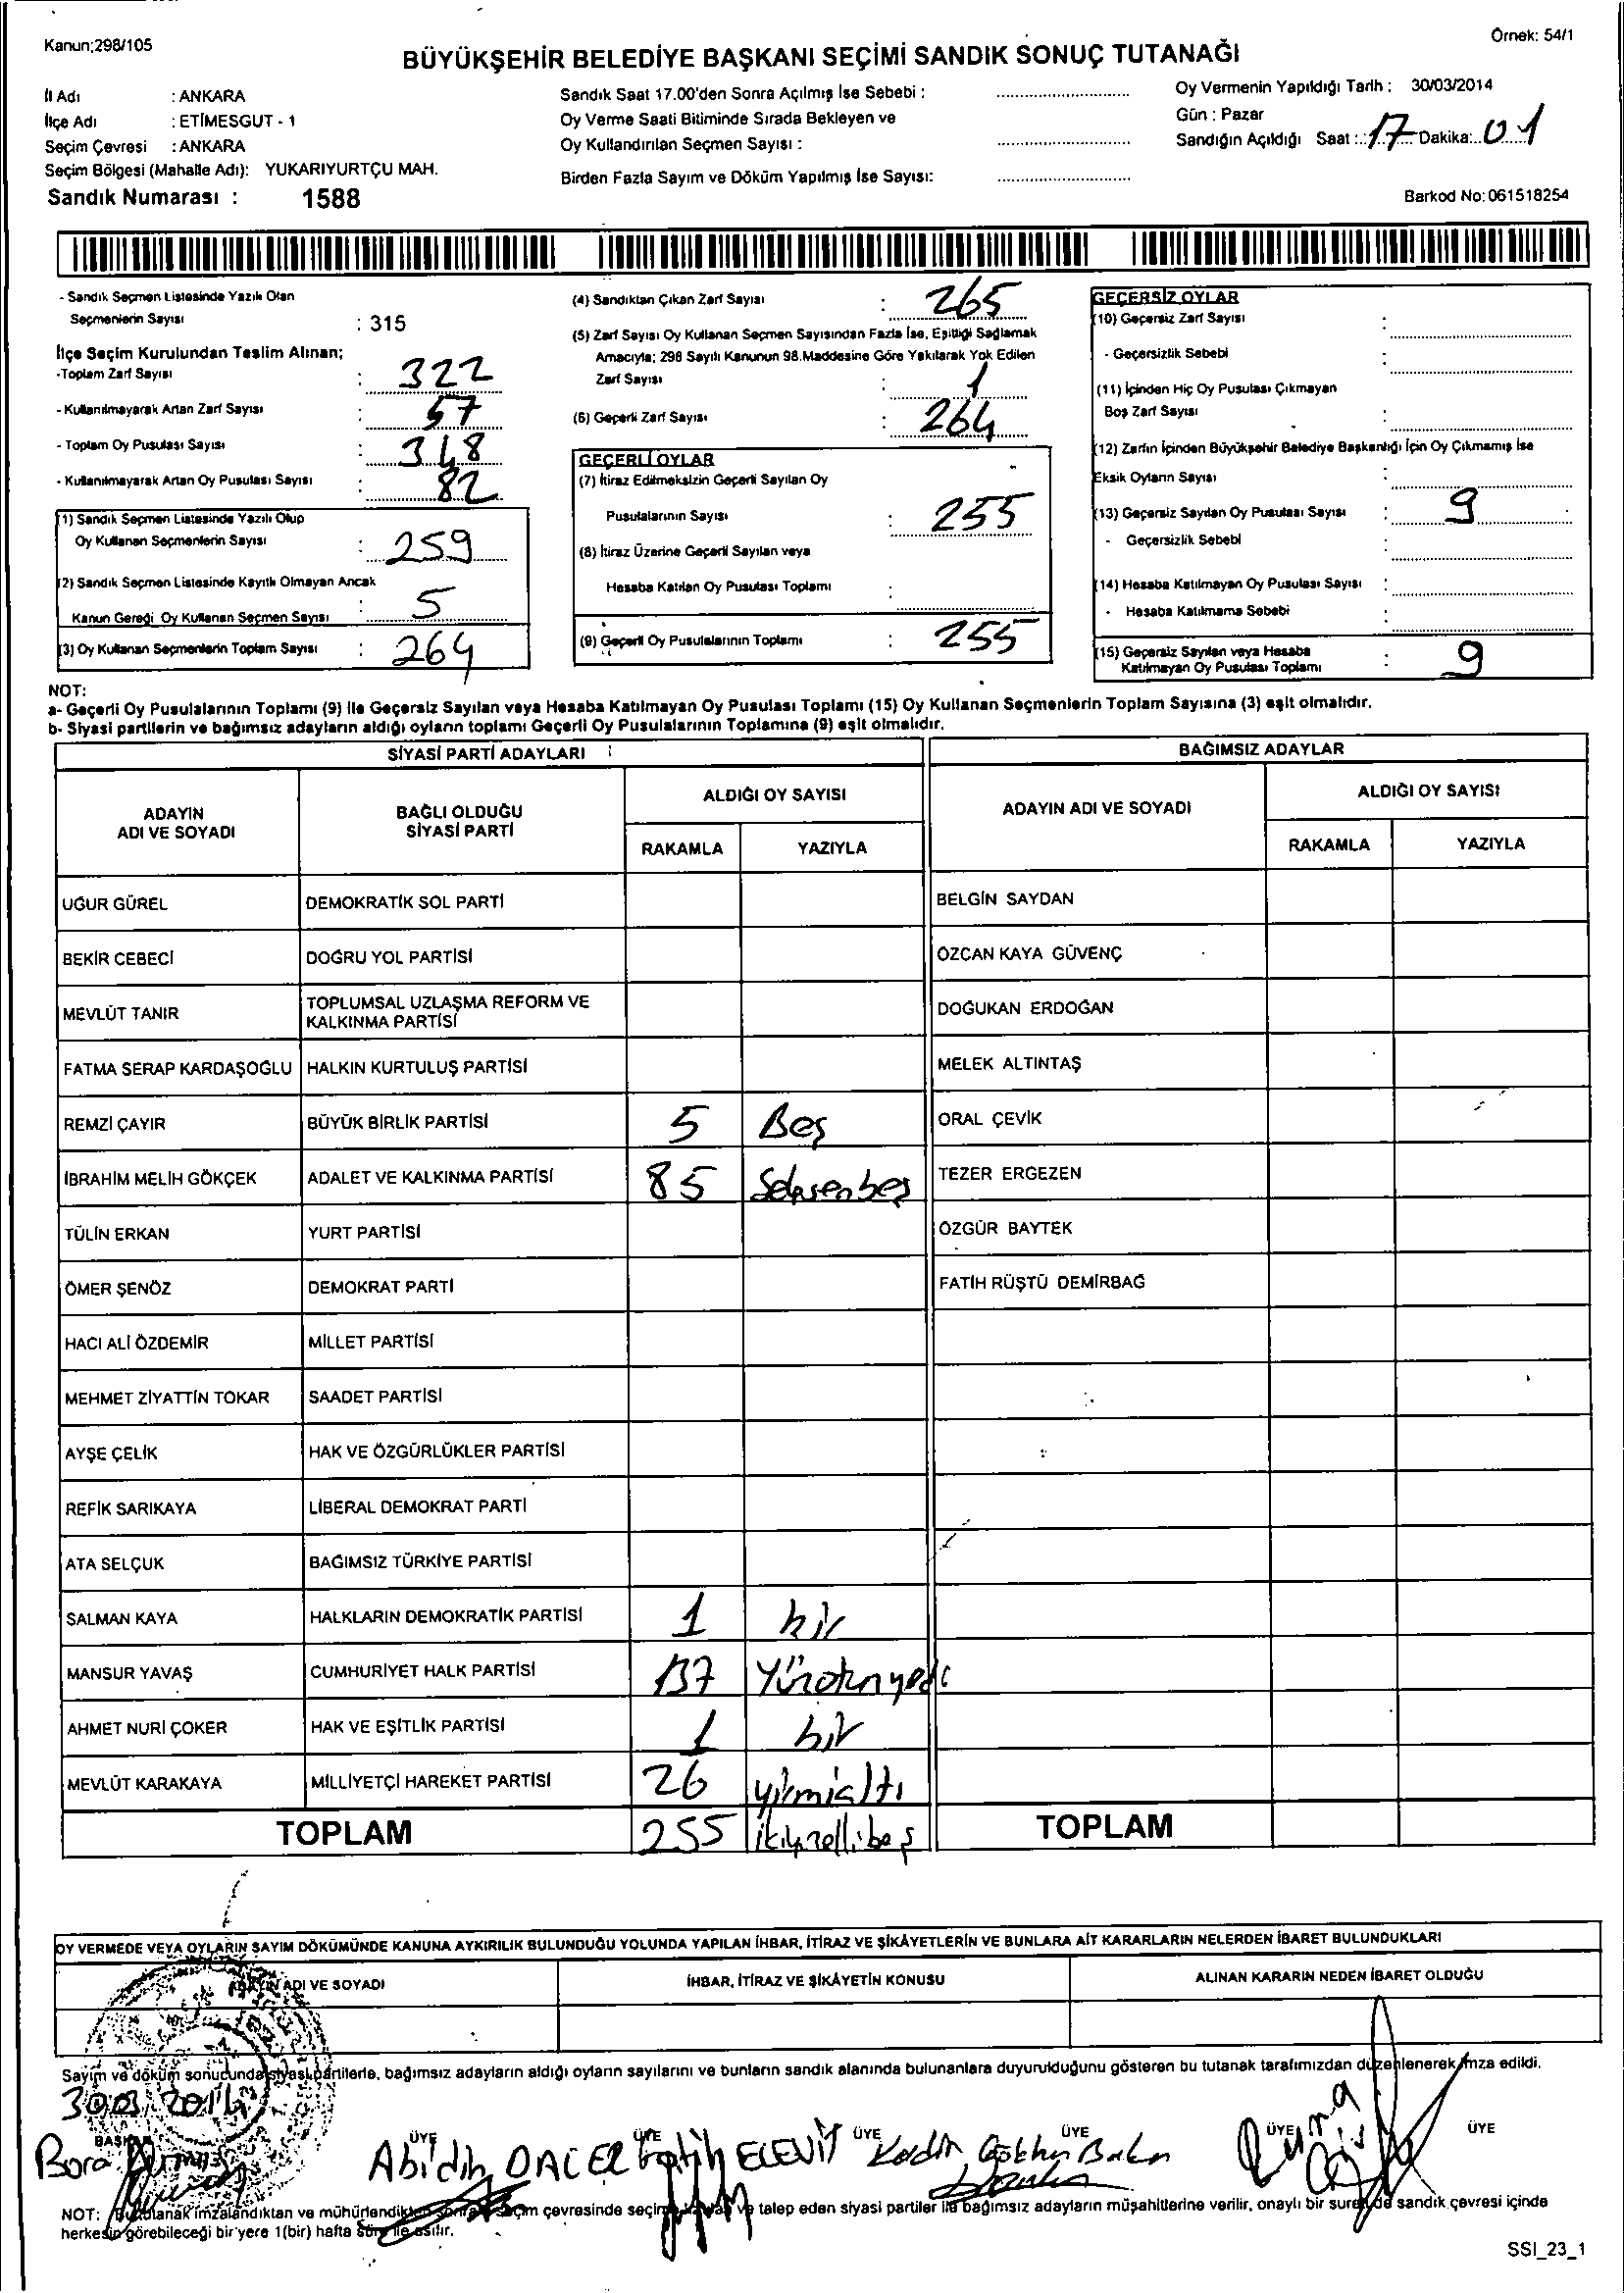 Kanun;298/105
Örnek: 54/1
BÜYÜKŞEHİR BELEDİYE BAŞKANI SEÇİMİ SANDIK SONUÇ TUTANAĞI
İl Adı : ANKARA
İlçe Adı : ETİMESGUT - 1
Seçim Çevresi : ANKARA
Seçim Bölgesi (Mahalle Adı): YUKARIYURTÇU MAH.
Sandık Numarası : 1588
Sandık Saat 17.00'den Sonra Açılmış İse Sebebi :
Oy Verme Saati Bitiminde Sırada Bekleyen ve
Oy Kullandırılan Seçmen Sayısı :
Birden Fazla Sayım ve Döküm Yapılmış İse Sayısı:
Oy Vermenin Yapıldığı Tarih : 30/03/2014
Gün : Pazar
Sandığın Açıldığı Saat : 17 Dakika: 01
Barkod No: 061518254
- Sandık Seçmen Listesinde Yazılı Olan
Seçmenlerin Sayısı : 315
İlçe Seçim Kurulundan Teslim Alınan;
-Toplam Zarf Sayısı : 322
- Kullanılmayarak Artan Zarf Sayısı : 57
- Toplam Oy Pusulası Sayısı : 348
- Kullanılmayarak Artan Oy Pusulası Sayısı : 82
(1) Sandık Seçmen Listesinde Yazılı Olup
Oy Kullanan Seçmenlerin Sayısı : 259
(2) Sandık Seçmen Listesinde Kayıtlı Olmayan Ancak
Kanun Gereği Oy Kullanan Seçmen Sayısı : 5
(3) Oy Kullanan Seçmenlerin Toplam Sayısı : 264
(4) Sandıktan Çıkan Zarf Sayısı : 265
(5) Zarf Sayısı Oy Kullanan Seçmen Sayısından Fazla İse, Eşitliği Sağlamak
Amacıyla; 298 Sayılı Kanunun 98.Maddesine Göre Yakılarak Yok Edilen
Zarf Sayısı : 1
(6) Geçerli Zarf Sayısı : 264
GEÇERLİ OYLAR
(7) İtiraz Edilmeksizin Geçerli Sayılan Oy
Pusulalarının Sayısı : 255
(8) İtiraz Üzerine Geçerli Sayılan veya
Hesaba Katılan Oy Pusulası Toplamı :
(9) Geçerli Oy Pusulalarının Toplamı : 255
GEÇERSİZ OYLAR
(10) Geçersiz Zarf Sayısı :
- Geçersizlik Sebebi :
(11) İçinden Hiç Oy Pusulası Çıkmayan
Boş Zarf Sayısı :
(12) Zarfın İçinden Büyükşehir Belediye Başkanlığı İçin Oy Çıkmamış İse
Eksik Oyların Sayısı :
(13) Geçersiz Sayılan Oy Pusulası Sayısı : 9
- Geçersizlik Sebebi :
(14) Hesaba Katılmayan Oy Pusulası Sayısı :
- Hesaba Katılmama Sebebi :
(15) Geçersiz Sayılan veya Hesaba
Katılmayan Oy Pusulası Toplamı : 9
NOT:
a- Geçerli Oy Pusulalarının Toplamı (9) ile Geçersiz Sayılan veya Hesaba Katılmayan Oy Pusulası Toplamı (15) Oy Kullanan Seçmenlerin Toplam Sayısına (3) eşit olmalıdır.
b- Siyasi partilerin ve bağımsız adayların aldığı oyların toplamı Geçerli Oy Pusulalarının Toplamına (9) eşit olmalıdır.
SİYASİ PARTİ ADAYLARI
BAĞIMSIZ ADAYLAR
ADAYIN
ADI VE SOYADI
BAĞLI OLDUĞU
SİYASİ PARTİ
ALDIĞI OY SAYISI
RAKAMLA YAZIYLA
ADAYIN ADI VE SOYADI
ALDIĞI OY SAYISI
RAKAMLA YAZIYLA
UĞUR GÜREL DEMOKRATİK SOL PARTİ BELGİN SAYDAN
BEKİR CEBECİ DOĞRU YOL PARTİSİ ÖZCAN KAYA GÜVENÇ
MEVLÜT TANIR TOPLUMSAL UZLAŞMA REFORM VE
KALKINMA PARTİSİ DOĞUKAN ERDOĞAN
FATMA SERAP KARDAŞOĞLU HALKIN KURTULUŞ PARTİSİ MELEK ALTINTAŞ
REMZİ ÇAYIR BÜYÜK BİRLİK PARTİSİ 5 Beş ORAL ÇEVİK
İBRAHİM MELİH GÖKÇEK ADALET VE KALKINMA PARTİSİ 85 Seksenbeş TEZER ERGEZEN
TÜLİN ERKAN YURT PARTİSİ ÖZGÜR BAYTEK
ÖMER ŞENÖZ DEMOKRAT PARTİ FATİH RÜŞTÜ DEMİRBAĞ
HACI ALİ ÖZDEMİR MİLLET PARTİSİ
MEHMET ZİYATTİN TOKAR SAADET PARTİSİ
AYŞE ÇELİK HAK VE ÖZGÜRLÜKLER PARTİSİ
REFİK SARIKAYA LİBERAL DEMOKRAT PARTİ
ATA SELÇUK BAĞIMSIZ TÜRKİYE PARTİSİ
SALMAN KAYA HALKLARIN DEMOKRATİK PARTİSİ 1 bir
MANSUR YAVAŞ CUMHURİYET HALK PARTİSİ 137
AHMET NURİ ÇOKER HAK VE EŞİTLİK PARTİSİ 1 bir
MEVLÜT KARAKAYA MİLLİYETÇİ HAREKET PARTİSİ 26 yirmialtı
TOPLAM 255 ikiyüzellibeş TOPLAM
OY VERMEDE VEYA OYLARIN SAYIM DÖKÜMÜNDE KANUNA AYKIRILIK BULUNDUĞU YOLUNDA YAPILAN İHBAR, İTİRAZ VE ŞİKÂYETLERİN VE BUNLARA AİT KARARLARIN NELERDEN İBARET BULUNDUKLARI
ADAYIN ADI VE SOYADI
İHBAR, İTİRAZ VE ŞİKÂYETİN KONUSU
ALINAN KARARIN NEDEN İBARET OLDUĞU
Sayım ve döküm sonucunda siyasi partilerle, bağımsız adayların aldığı oyların sayılarını ve bunların sandık alanında bulunanlara duyurulduğunu gösteren bu tutanak tarafımızdan düzenlenerek imza edildi.
30.03.2014
BAŞKAN ÜYE ÜYE ÜYE ÜYE ÜYE ÜYE
Bora Abidin Fatih ELEVİT Kadir Gökhan
NOT: Bu tutanak imzalandıktan ve mühürlendikten sonra seçim çevresinde seçime katılan ve talep eden siyasi partiler ile bağımsız adayların müşahitlerine verilir, onaylı bir sureti de sandık çevresi içinde
herkesin görebileceği bir yere 1(bir) hafta süre ile asılır.
SSI_23_1